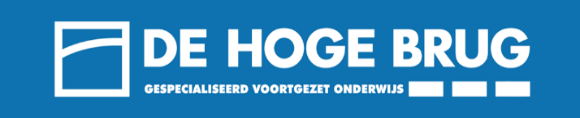 DE HOGE BRUG
GESPECIALISEERD VOORTGEZET ONDERWIJS